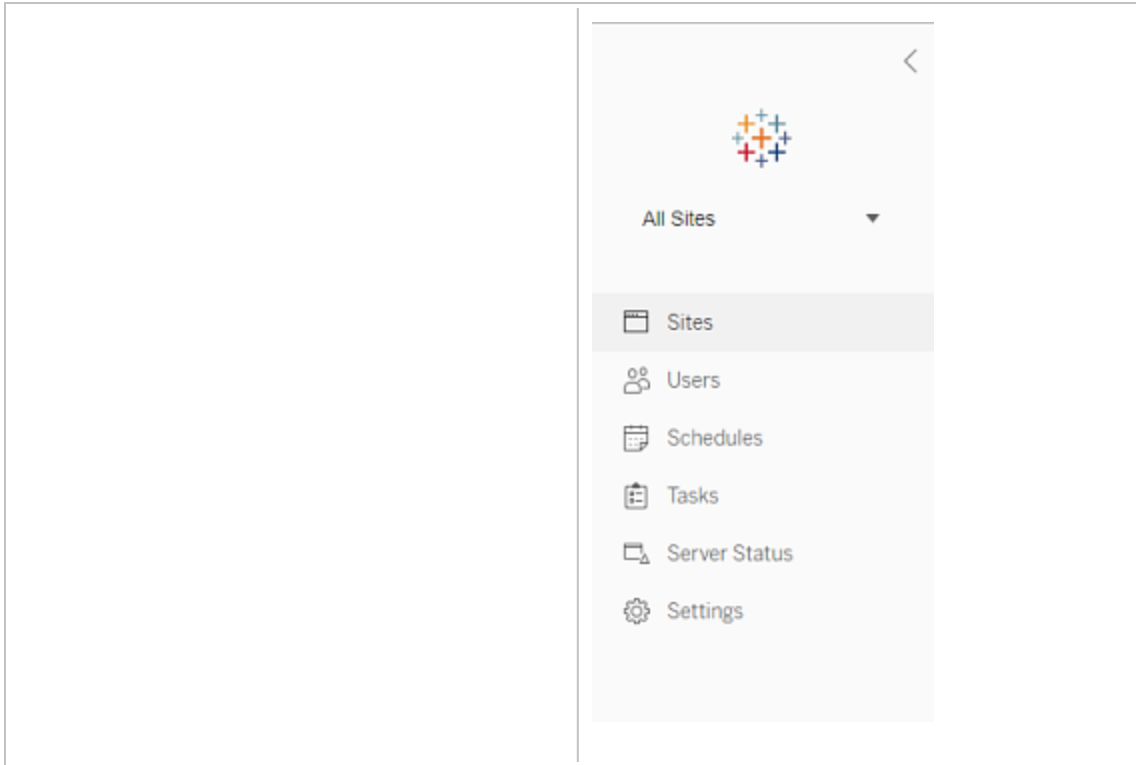 All Sites
Sites
Users
Schedules
Tasks
Server Status
Settings